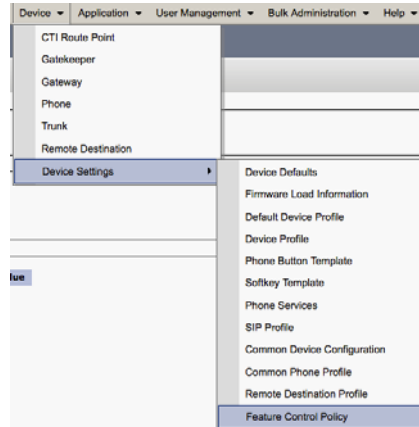 Device Application User Management Bulk Administration Help
CTI Route Point
Gatekeeper
Gateway
Phone
Trunk
Remote Destination
Device Settings
Device Defaults
Firmware Load Information
Default Device Profile
Device Profile
Phone Button Template
Softkey Template
Phone Services
SIP Profile
Common Device Configuration
Common Phone Profile
Remote Destination Profile
Feature Control Policy
lue